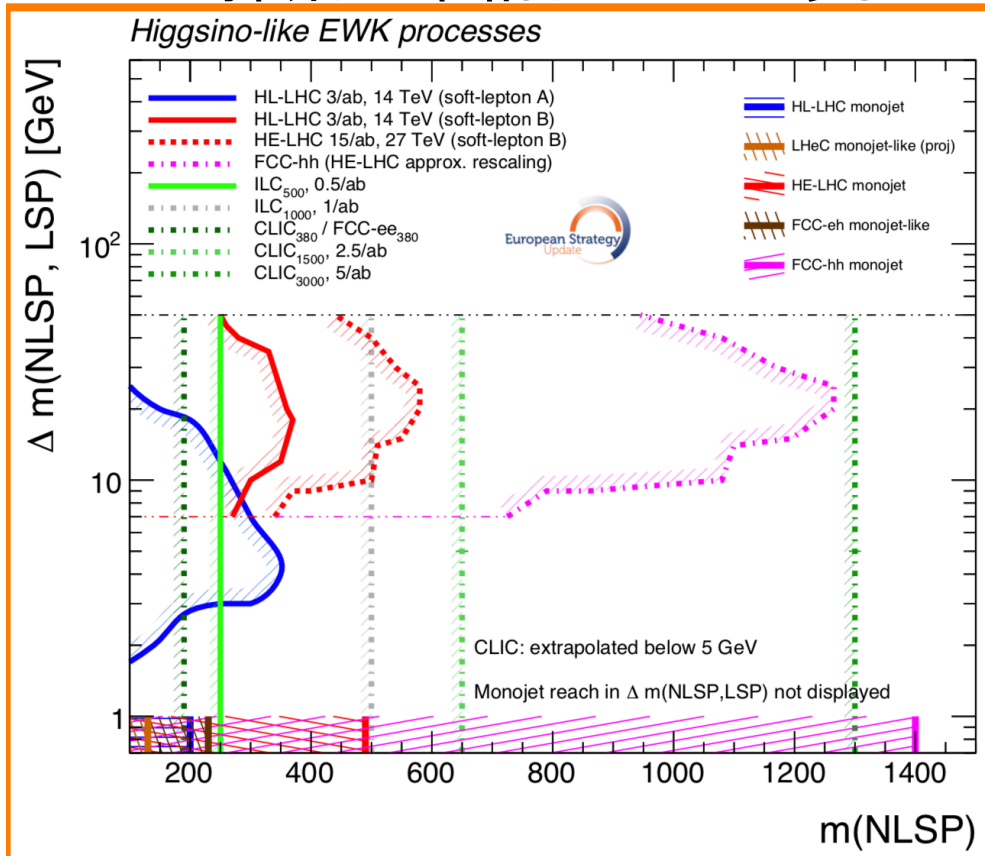 Higgsino-like EWK processes
Δ m(NLSP, LSP) [GeV]
HL-LHC 3/ab, 14 TeV (soft-lepton A)
HL-LHC 3/ab, 14 TeV (soft-lepton B)
HE-LHC 15/ab, 27 TeV (soft-lepton B)
FCC-hh (HE-LHC approx. rescaling)
ILC500, 0.5/ab
ILC1000, 1/ab
CLIC380 / FCC-ee380
CLIC1500, 2.5/ab
CLIC3000, 5/ab
HL-LHC monojet
LHeC monojet-like (proj)
HE-LHC monojet
FCC-eh monojet-like
FCC-hh monojet
European Strategy
Update
10²
10
1
CLIC: extrapolated below 5 GeV
Monojet reach in Δ m(NLSP,LSP) not displayed
200 400 600 800 1000 1200 1400
m(NLSP)